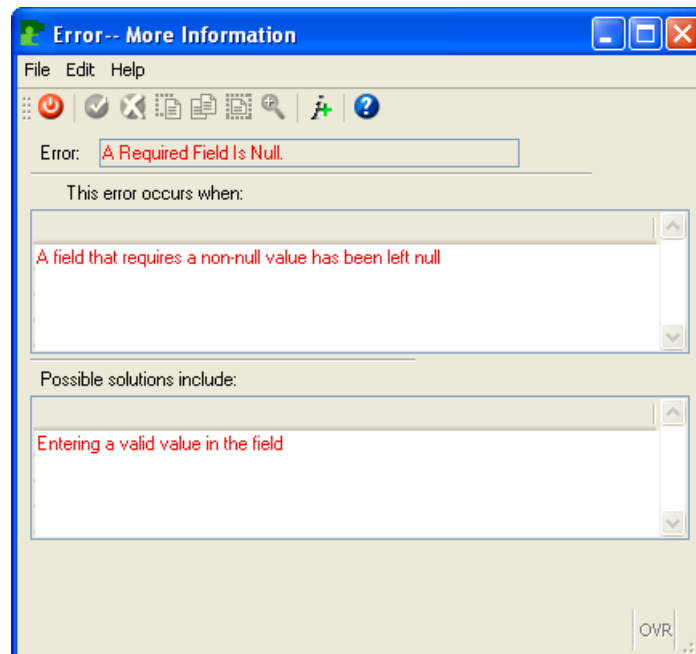 Error-- More Information
File Edit Help
Error: A Required Field Is Null.
This error occurs when:
A field that requires a non-null value has been left null
Possible solutions include:
Entering a valid value in the field
OVR